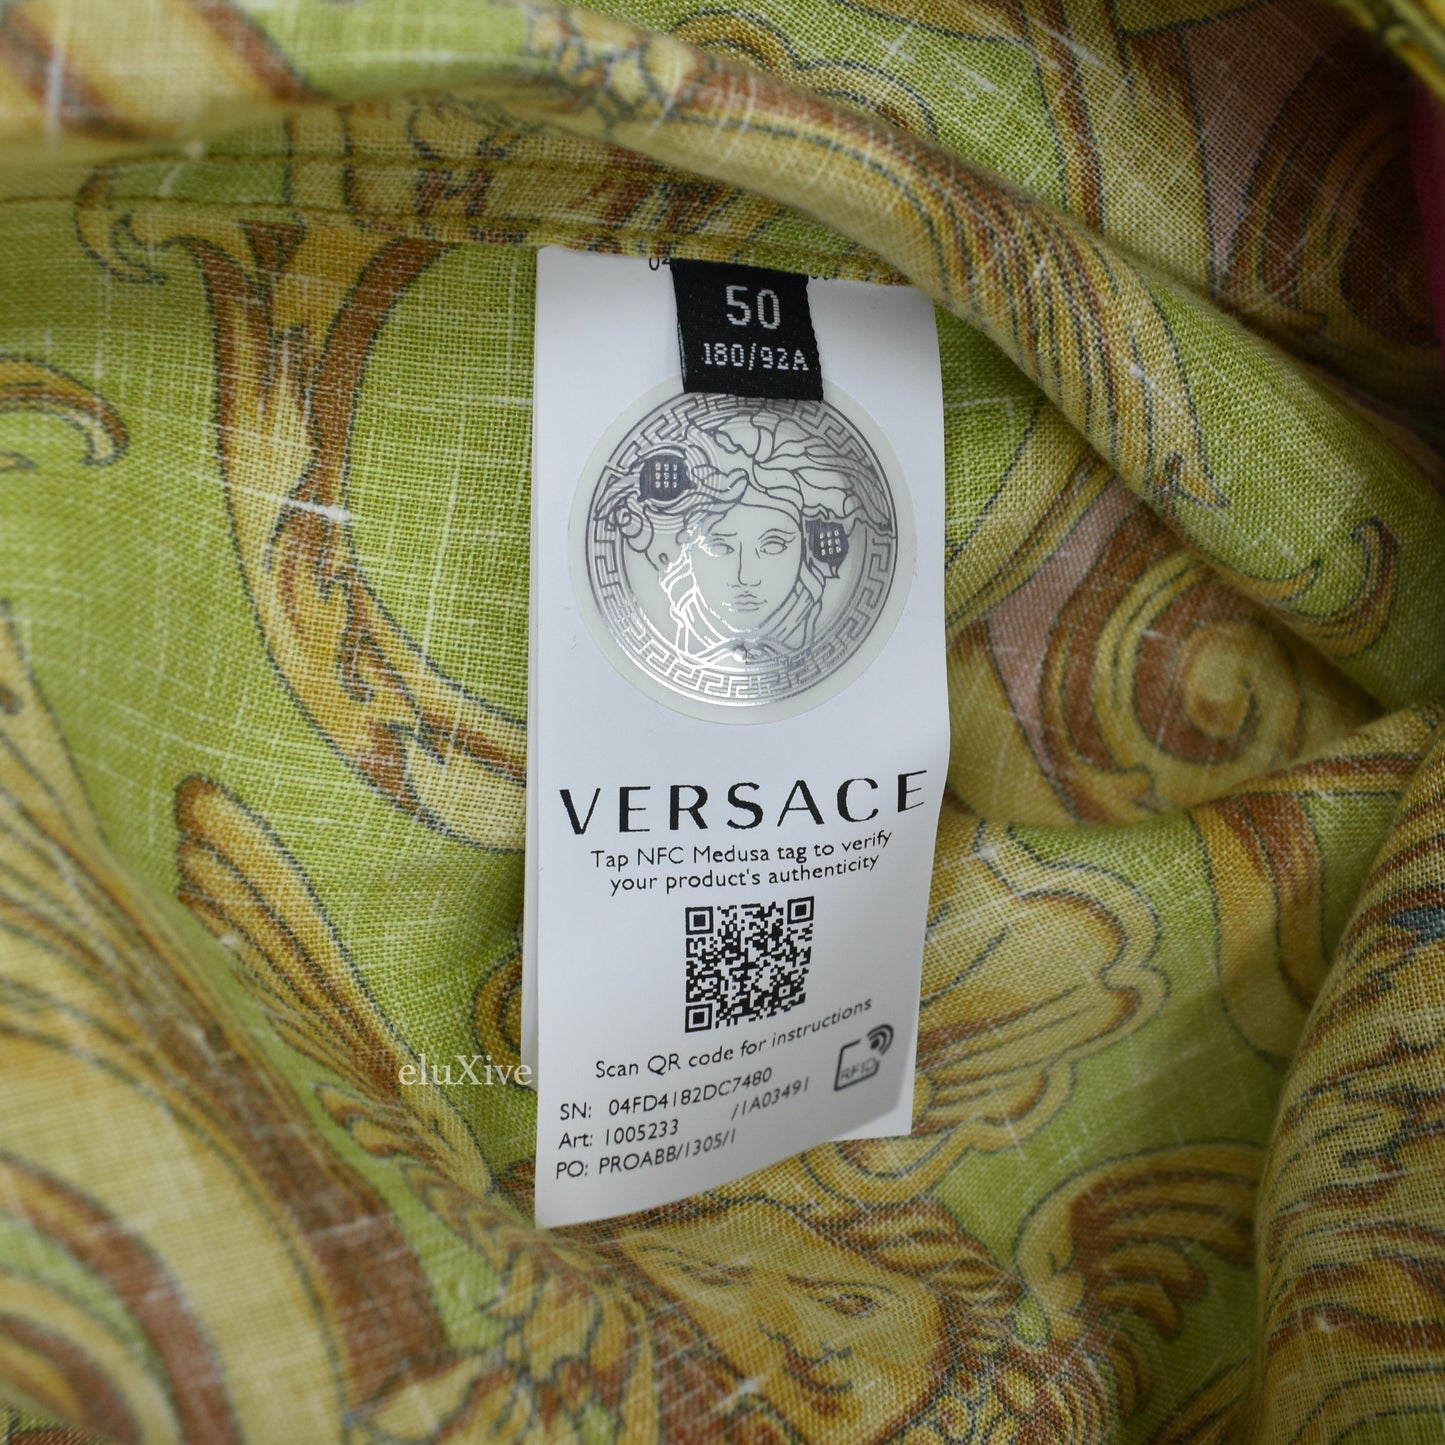 50
180/92A
VERSACE
Tap NFC Medusa tag to verify
your product's authenticity
Scan QR code for instructions
RFID
SN: 04FD4182DC7480
Art: 1005233 /1A03491
PO: PROABB/1305/1
eluXive